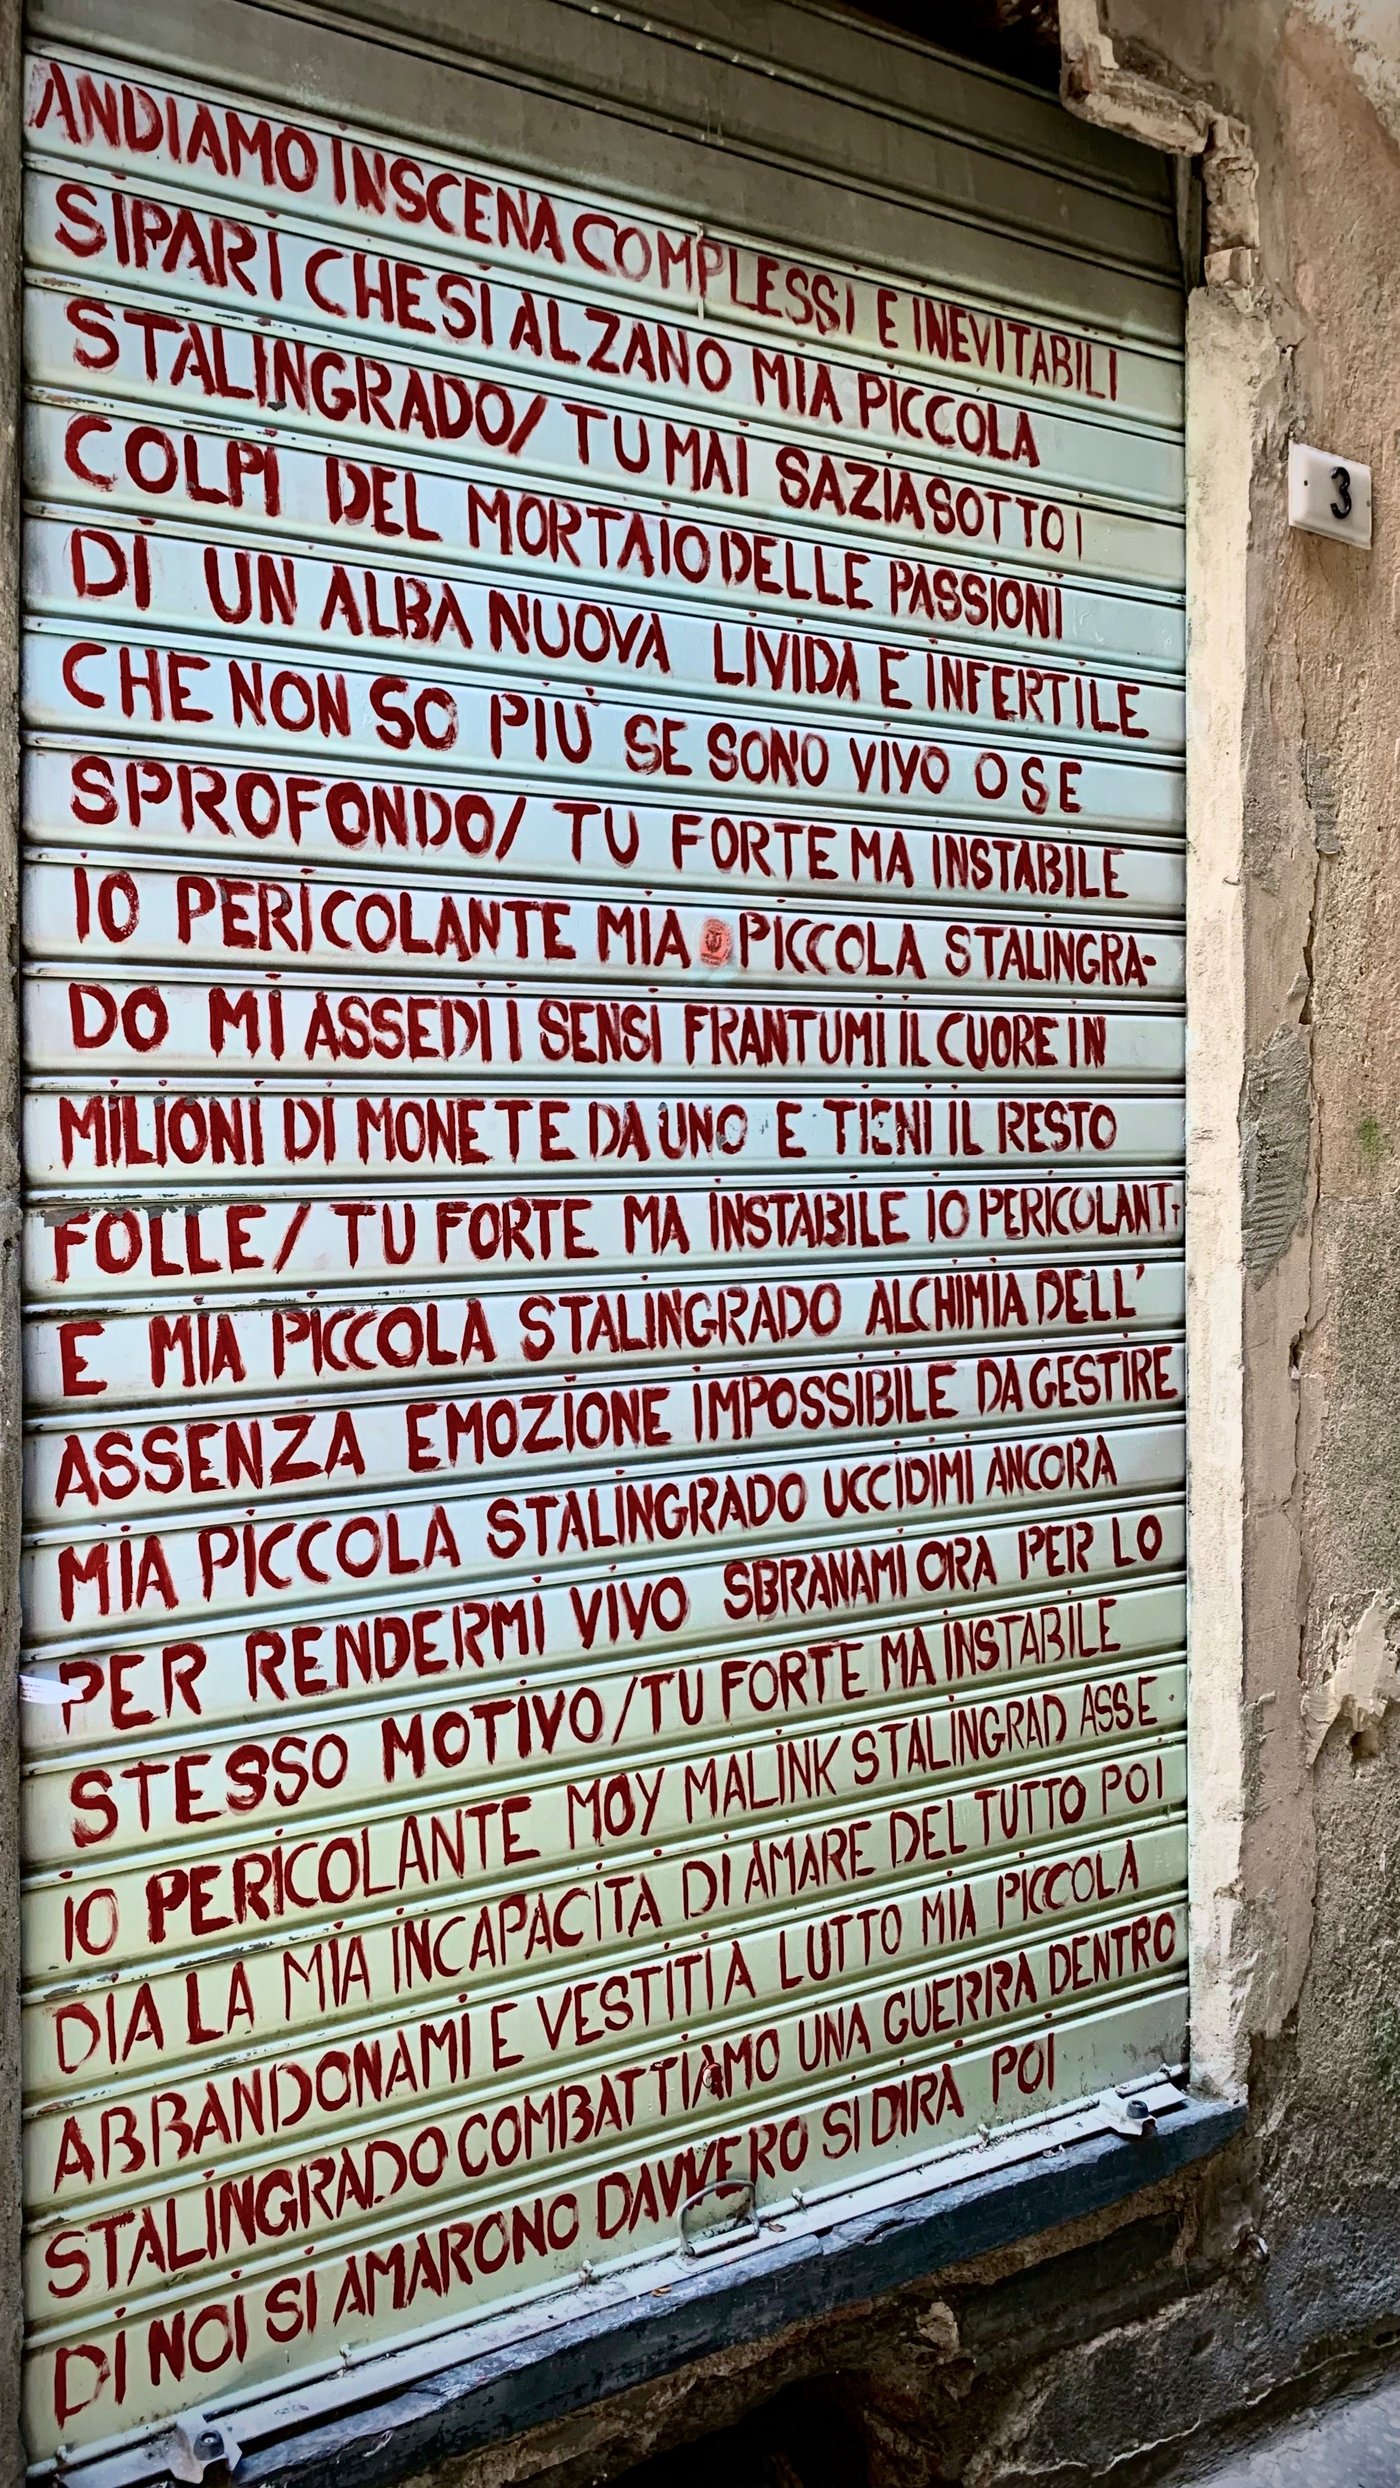 ANDIAMO IN SCENA COMPLESSI E INEVITABILI
SIPARI CHE SI ALZANO MIA PICCOLA
STALINGRADO/ TU MAI SAZIA SOTTO I
COLPI DEL MORTAIO DELLE PASSIONI
DI UN ALBA NUOVA LIVIDA E INFERTILE
CHE NON SO PIÙ SE SONO VIVO O SE
SPROFONDO/ TU FORTE MA INSTABILE
IO PERICOLANTE MIA PICCOLA STALINGRA-
DO MI ASSEDI I SENSI FRANTUMI IL CUORE IN
MILIONI DI MONETE DA UNO E TIENI IL RESTO
FOLLE/ TU FORTE MA INSTABILE IO PERICOLANT-
E MIA PICCOLA STALINGRADO ALCHIMIA DELL'
ASSENZA EMOZIONE IMPOSSIBILE DA GESTIRE
MIA PICCOLA STALINGRADO UCCIDIMI ANCORA
PER RENDERMI VIVO SBRANAMI ORA PER LO
STESSO MOTIVO/TU FORTE MA INSTABILE
IO PERICOLANTE MOY MALINK STALINGRAD ASSE
DIA LA MIA INCAPACITÀ DI AMARE DEL TUTTO POI
ABBANDONAMI E VESTITI A LUTTO MIA PICCOLA
STALINGRADO COMBATTIAMO UNA GUERRA DENTRO
DI NOI SI AMARONO DAVVERO SI DIRÀ POI
3